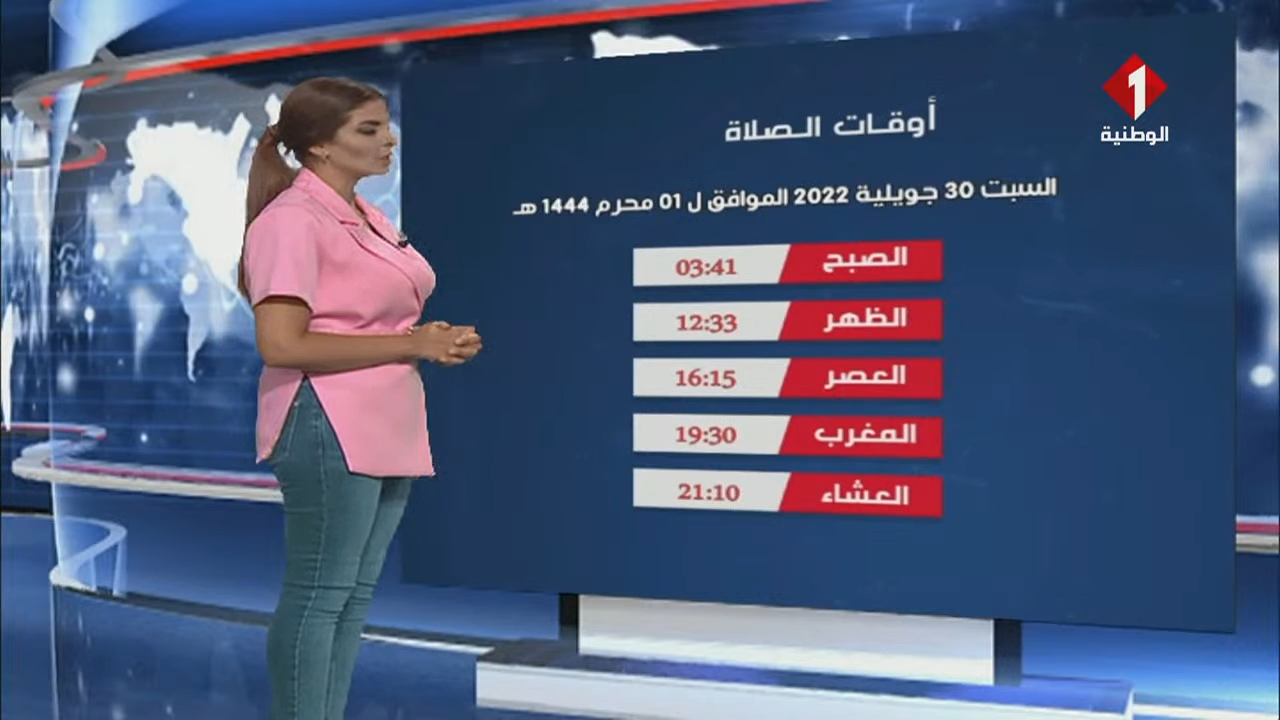 1
الوطنية
أوقات الصلاة
السبت 30 جويلية 2022 الموافق ل 01 محرم 1444 هـ
الصبح 03:41
الظهر 12:33
العصر 16:15
المغرب 19:30
العشاء 21:10